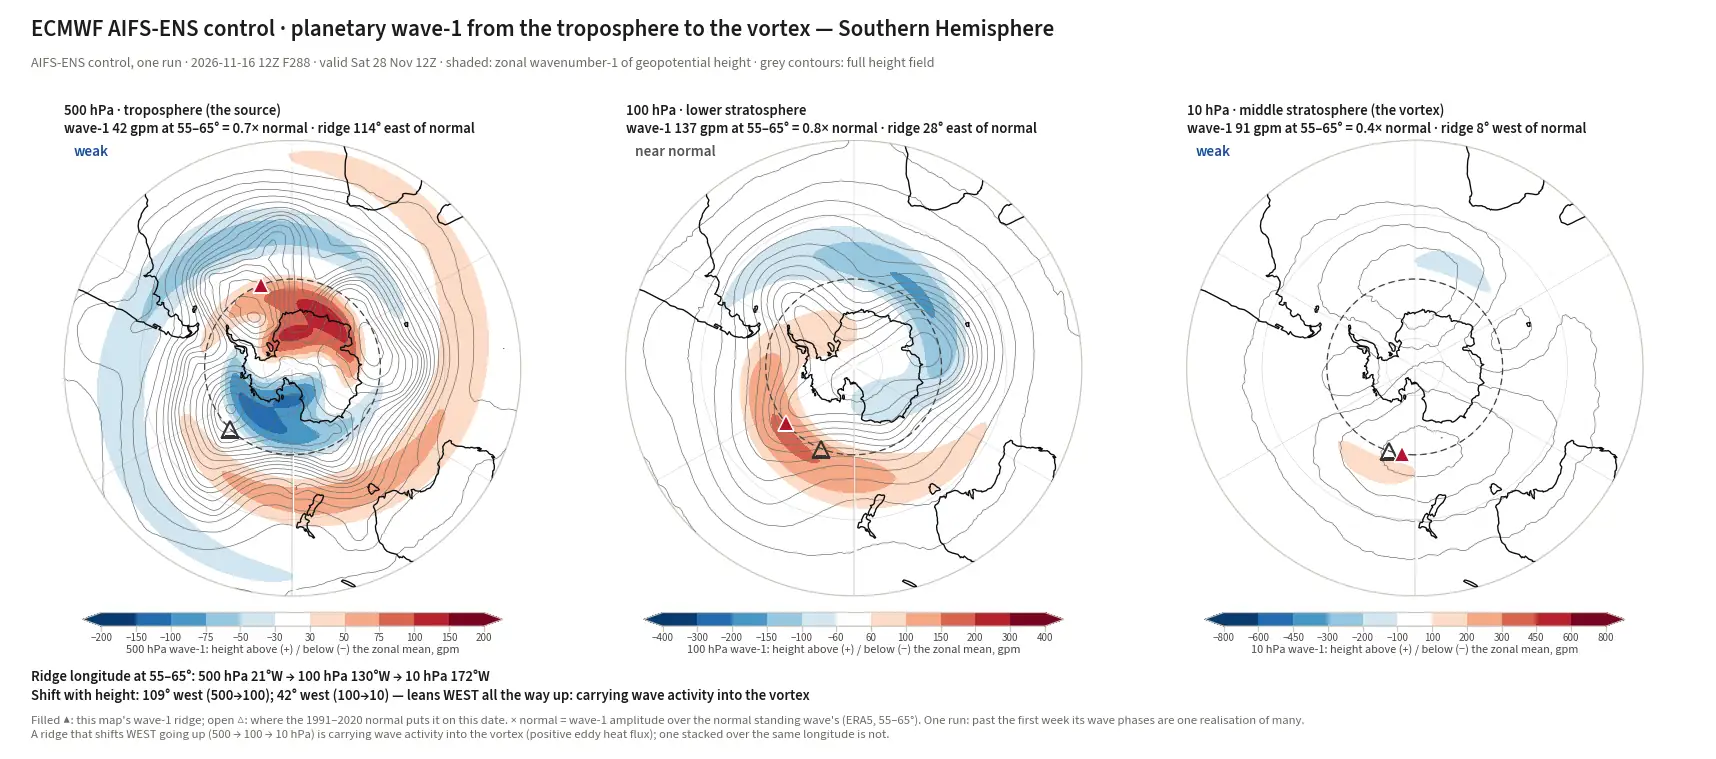 ECMWF AIFS-ENS control · planetary wave-1 from the troposphere to the vortex — Southern Hemisphere
AIFS-ENS control, one run · 2026-11-16 12Z F288 · valid Sat 28 Nov 12Z · shaded: zonal wavenumber-1 of geopotential height · grey contours: full height field
500 hPa · troposphere (the source)
wave-1 42 gpm at 55–65° = 0.7× normal · ridge 114° east of normal
weak
100 hPa · lower stratosphere
wave-1 137 gpm at 55–65° = 0.8× normal · ridge 28° east of normal
near normal
10 hPa · middle stratosphere (the vortex)
wave-1 91 gpm at 55–65° = 0.4× normal · ridge 8° west of normal
weak
−200 −150 −100 −75 −50 −30 30 50 75 100 150 200
500 hPa wave-1: height above (+) / below (−) the zonal mean, gpm
−400 −300 −200 −150 −100 −60 60 100 150 200 300 400
100 hPa wave-1: height above (+) / below (−) the zonal mean, gpm
−800 −600 −450 −300 −200 −100 100 200 300 450 600 800
10 hPa wave-1: height above (+) / below (−) the zonal mean, gpm
Ridge longitude at 55–65°: 500 hPa 21°W → 100 hPa 130°W → 10 hPa 172°W
Shift with height: 109° west (500→100); 42° west (100→10) — leans WEST all the way up: carrying wave activity into the vortex
Filled ▲: this map's wave-1 ridge; open △: where the 1991–2020 normal puts it on this date. × normal = wave-1 amplitude over the normal standing wave's (ERA5, 55–65°). One run: past the first week its wave phases are one realisation of many.
A ridge that shifts WEST going up (500 → 100 → 10 hPa) is carrying wave activity into the vortex (positive eddy heat flux); one stacked over the same longitude is not.